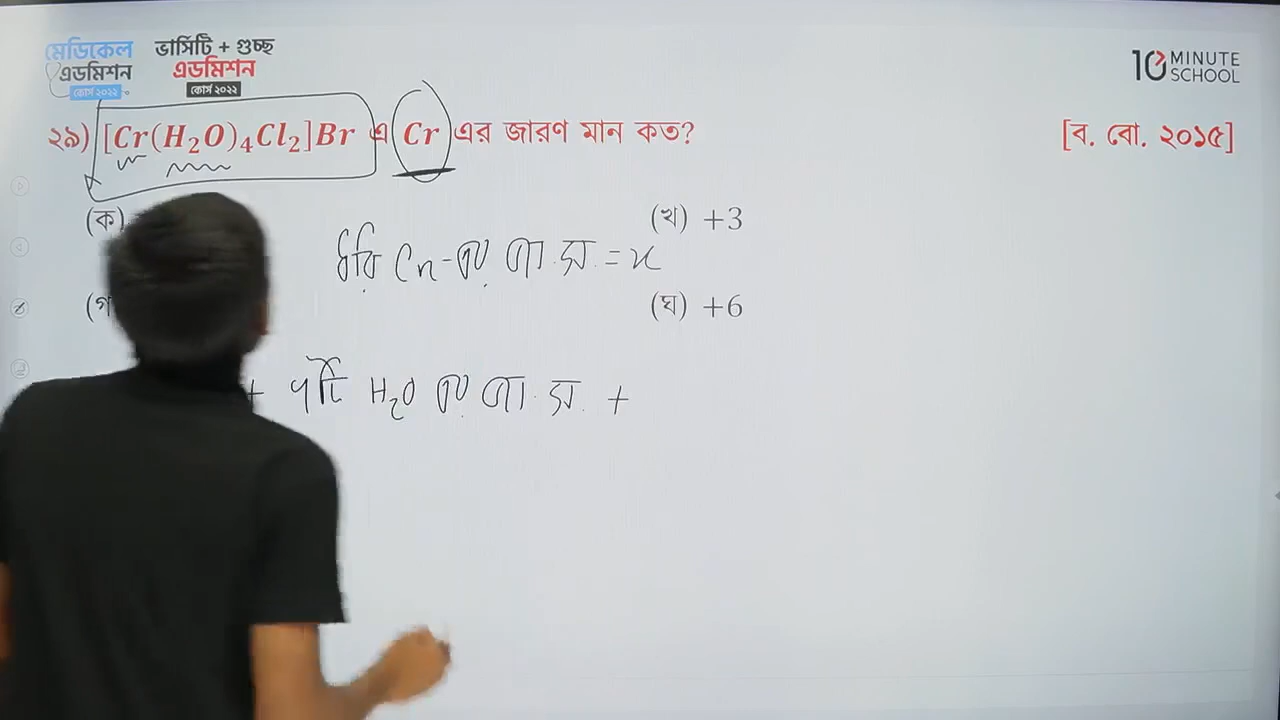 মেডিকেল এডমিশন কোর্স ২০২২
ভার্সিটি + গুচ্ছ এডমিশন কোর্স ২০২২
10 MINUTE SCHOOL
২৯) [Cr(H₂O)₄Cl₂]Br এ Cr এর জারণ মান কত? [ব. বো. ২০১৫]
(ক)
(খ) +3
ধরি Cr-এর জা. স. = x
(গ
(ঘ) +6
+ 4টি H₂O এর জা. স. +